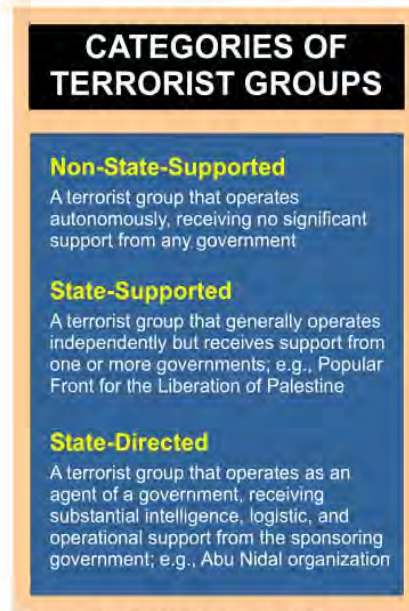 CATEGORIES OF
TERRORIST GROUPS
Non-State-Supported
A terrorist group that operates
autonomously, receiving no significant
support from any government
State-Supported
A terrorist group that generally operates
independently but receives support from
one or more governments; e.g., Popular
Front for the Liberation of Palestine
State-Directed
A terrorist group that operates as an
agent of a government, receiving
substantial intelligence, logistic, and
operational support from the sponsoring
government; e.g., Abu Nidal organization